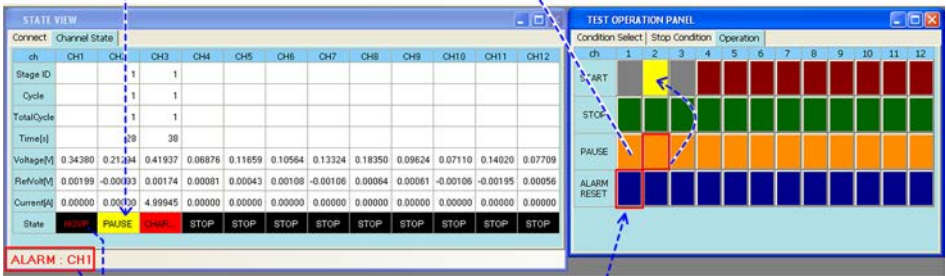 STATE VIEW
Connect Channel State
ch CH1 CH2 CH3 CH4 CH5 CH6 CH7 CH8 CH9 CH10 CH11 CH12
Stage ID 1 1
Cycle 1 1
TotalCycle 1 1
Time[s] 28 38
Voltage[V] 0.34380 0.41937 0.06876 0.11659 0.10564 0.13324 0.18350 0.09624 0.07110 0.14020 0.07709
RefVolt[V] 0.00199 0.00174 0.00081 0.00043 0.00108 -0.00106 0.00064 0.00061 -0.00106 -0.00195 0.00056
Current[A] 0.00000 0.00000 4.99945 0.00000 0.00000 0.00000 0.00000 0.00000 0.00000 0.00000 0.00000 0.00000
State PAUSE CHAR... STOP STOP STOP STOP STOP STOP STOP STOP STOP
ALARM : CH1
TEST OPERATION PANEL
Condition Select Stop Condition Operation
ch 1 2 3 4 5 6 7 8 9 10 11 12
START
STOP
PAUSE
ALARM
RESET